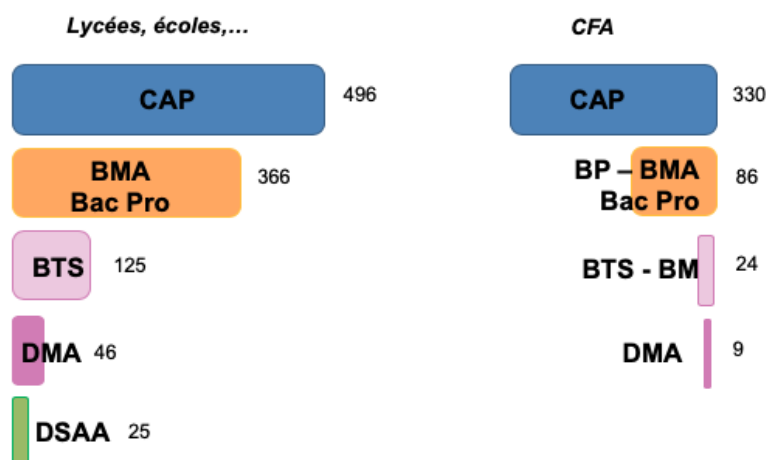 Lycées, écoles,...
CFA
CAP
496
CAP
330
BMA
Bac Pro
366
BP – BMA
Bac Pro
86
BTS
125
BTS - BM
24
DMA
46
DMA
9
DSAA
25